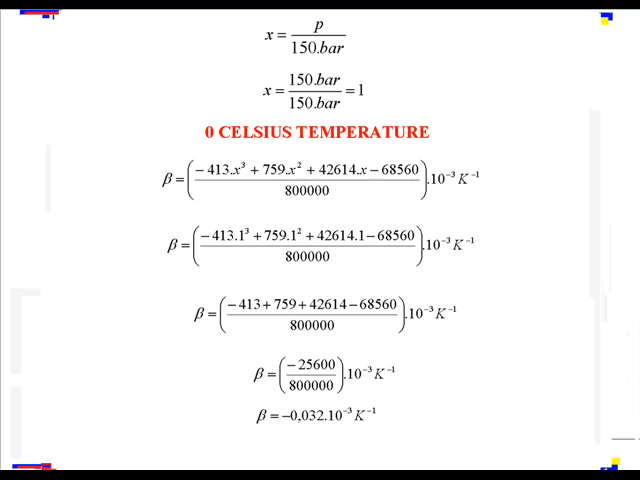 x = p / 150.bar
x = 150.bar / 150.bar = 1
0 CELSIUS TEMPERATURE
β = ( − 413.x³ + 759.x² + 42614.x − 68560 / 800000 ).10⁻³ K⁻¹
β = ( − 413.1³ + 759.1² + 42614.1 − 68560 / 800000 ).10⁻³ K⁻¹
β = ( − 413 + 759 + 42614 − 68560 / 800000 ).10⁻³ K⁻¹
β = ( − 25600 / 800000 ).10⁻³ K⁻¹
β = −0,032.10⁻³ K⁻¹